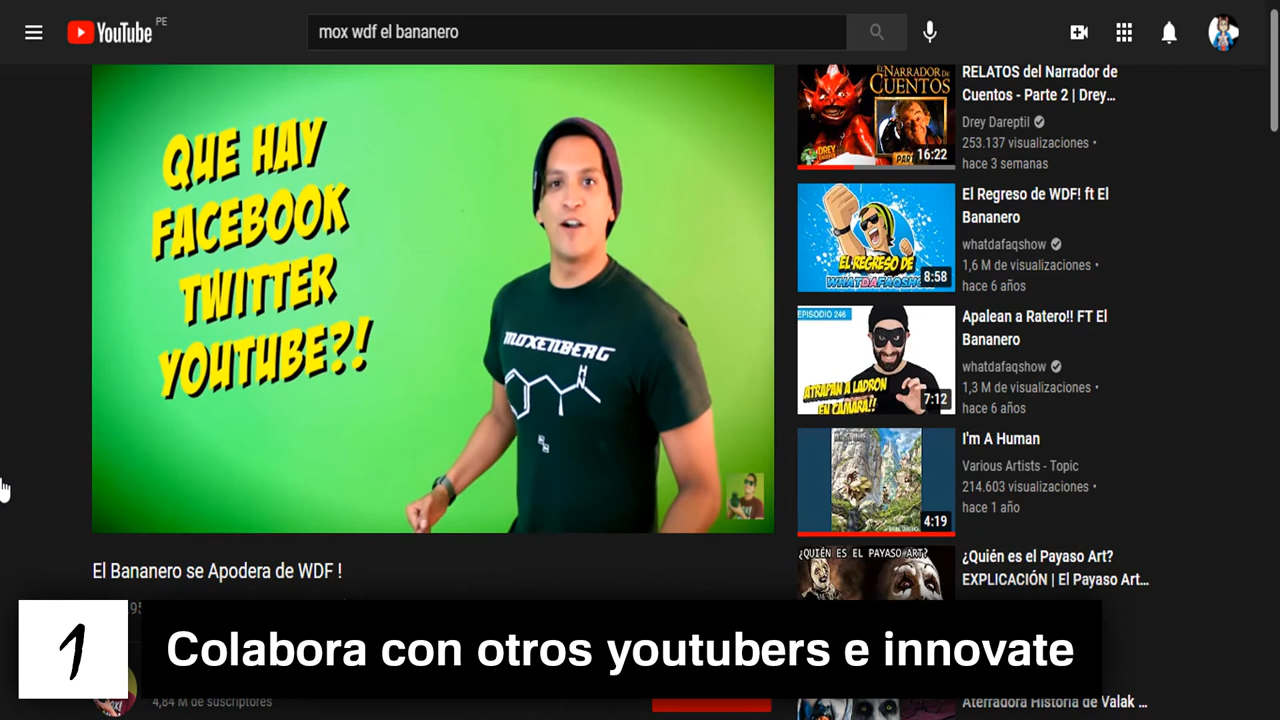 YouTube PE
mox wdf el bananero
QUE HAY
FACEBOOK
TWITTER
YOUTUBE?!
MOXENBERG
El Bananero se Apodera de WDF !
1
Colabora con otros youtubers e innovate
4,84 M de suscriptores
EL NARRADOR DE
CUENTOS
DREY
PAR
16:22
RELATOS del Narrador de
Cuentos - Parte 2 | Drey…
Drey Dareptil
253.137 visualizaciones •
hace 3 semanas
EL REGRESO DE
WHATDAFAQSHO
8:58
El Regreso de WDF! ft El
Bananero
whatdafaqshow
1,6 M de visualizaciones •
hace 6 años
EPISODIO 246
ATRAPAN A LADRON
EN CAMARA!!
7:12
Apalean a Ratero!! FT El
Bananero
whatdafaqshow
1,3 M de visualizaciones •
hace 6 años
4:19
I'm A Human
Various Artists - Topic
214.603 visualizaciones •
hace 1 año
¿QUIÉN ES EL PAYASO ART?
¿Quién es el Payaso Art?
EXPLICACIÓN | El Payaso Art…
Aterradora Historia de Valak ...